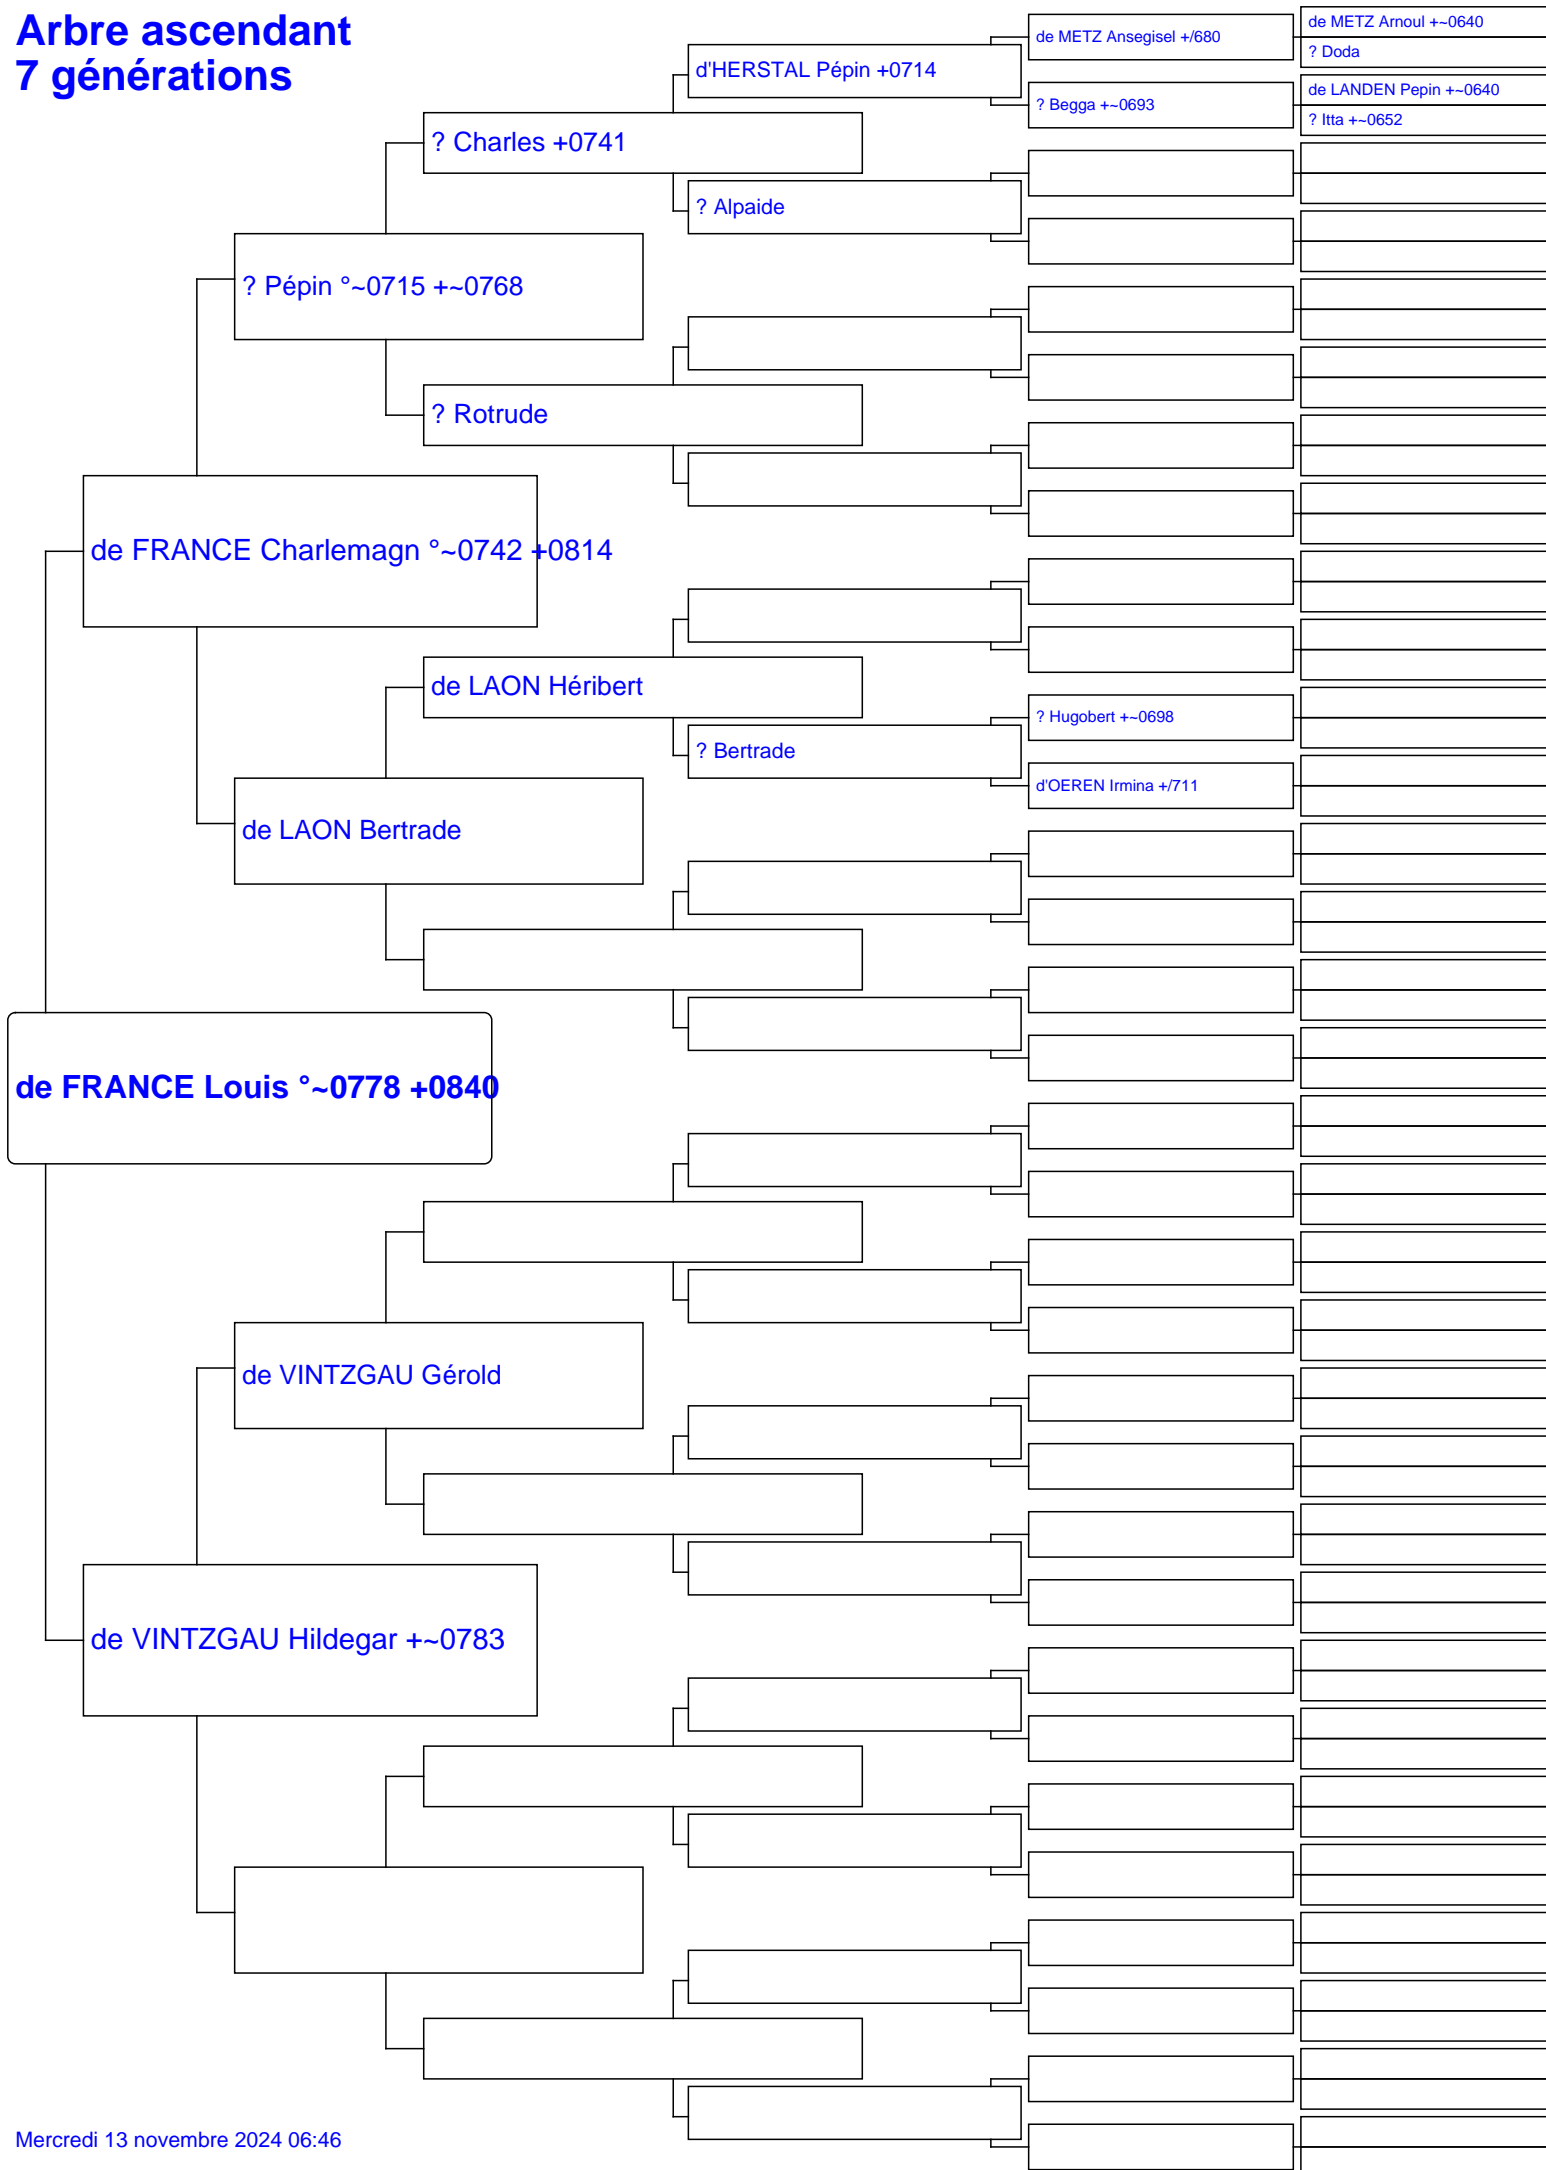 Arbre ascendant
7 générations
de METZ Arnoul +~0640
de METZ Ansegisel +/680
? Doda
d'HERSTAL Pépin +0714
de LANDEN Pepin +~0640
? Begga +~0693
? Itta +~0652
? Charles +0741
? Alpaide
? Pépin °~0715 +~0768
? Rotrude
de FRANCE Charlemagn °~0742 +0814
de LAON Héribert
? Hugobert +~0698
? Bertrade
d'OEREN Irmina +/711
de LAON Bertrade
de FRANCE Louis °~0778 +0840
de VINTZGAU Gérold
de VINTZGAU Hildegar +~0783
Mercredi 13 novembre 2024 06:46